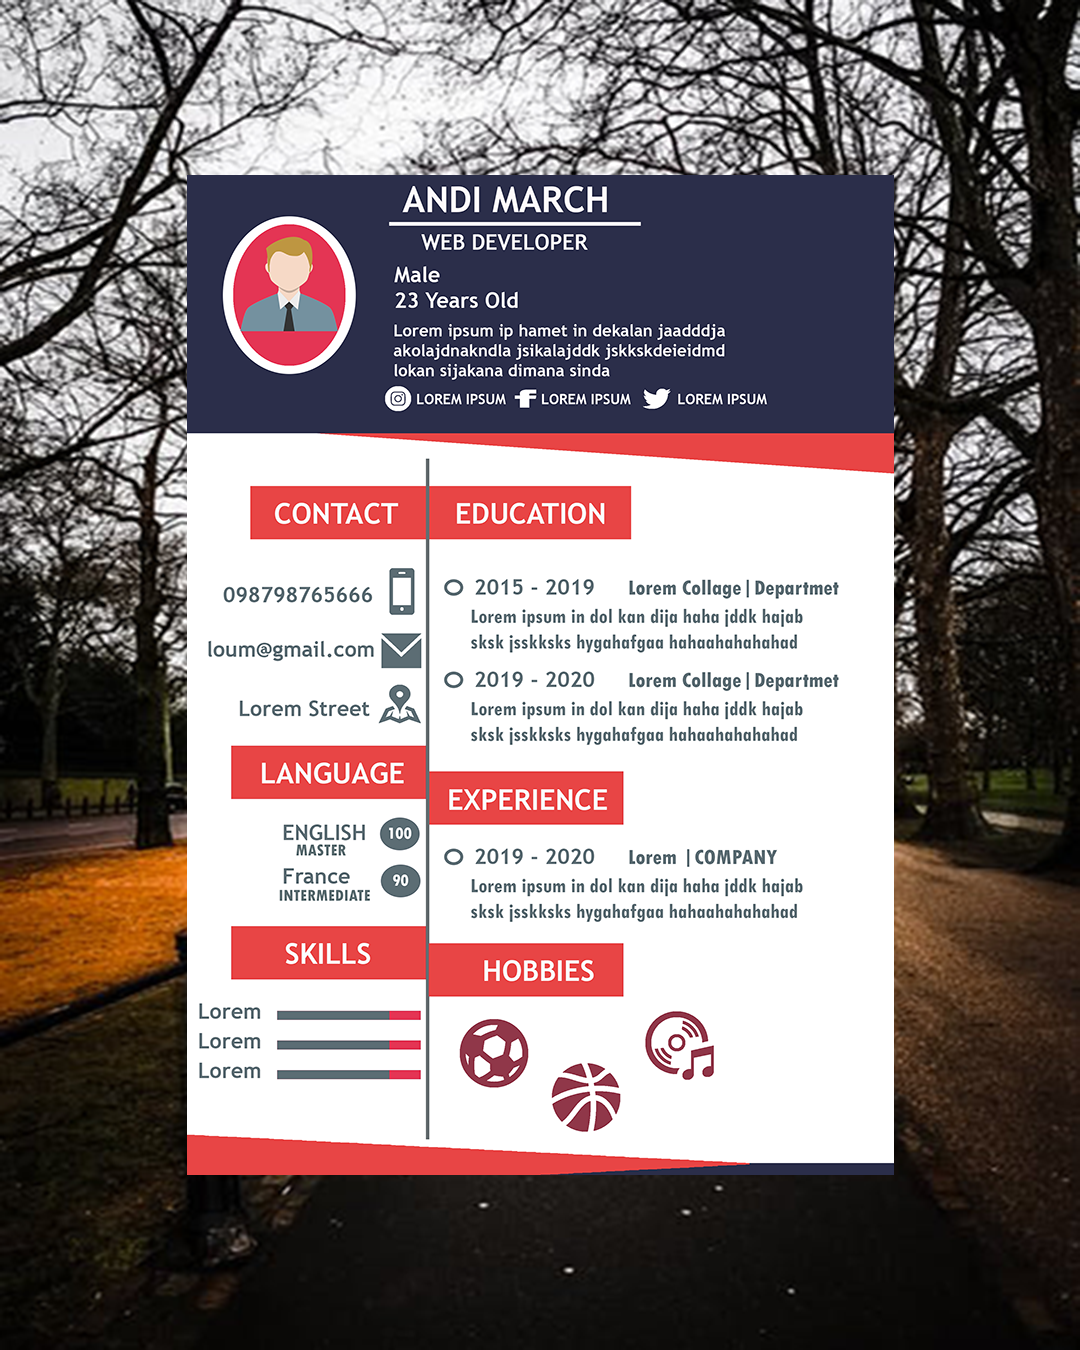 ANDI MARCH
WEB DEVELOPER
Male
23 Years Old
Lorem ipsum ip hamet in dekalan jaadddja
akolajdnakndla jsikalajddk jskkskdeieidmd
lokan sijakana dimana sinda
LOREM IPSUM LOREM IPSUM LOREM IPSUM
CONTACT
098798765666
loum@gmail.com
Lorem Street
LANGUAGE
ENGLISH 100
MASTER
France 90
INTERMEDIATE
SKILLS
Lorem
Lorem
Lorem
EDUCATION
2015 - 2019 Lorem Collage|Departmet
Lorem ipsum in dol kan dija haha jddk hajab
sksk jsskksks hygahafgaa hahaahahahahad
2019 - 2020 Lorem Collage|Departmet
Lorem ipsum in dol kan dija haha jddk hajab
sksk jsskksks hygahafgaa hahaahahahahad
EXPERIENCE
2019 - 2020 Lorem |COMPANY
Lorem ipsum in dol kan dija haha jddk hajab
sksk jsskksks hygahafgaa hahaahahahahad
HOBBIES